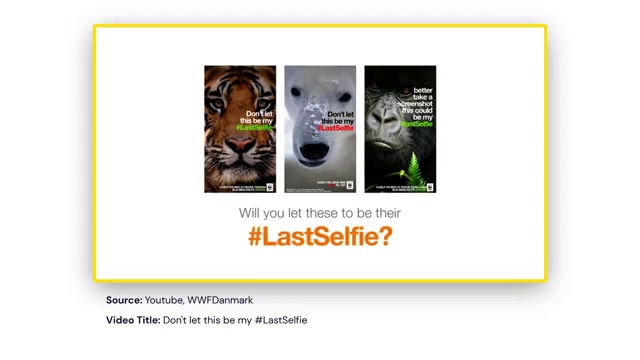 Don't let
this be my
#LastSelfie
Don't let
this be my
#LastSelfie
better
take a
screenshot
this could
be my
#LastSelfie
Will you let these to be their
#LastSelfie?
Source: Youtube, WWFDanmark
Video Title: Don't let this be my #LastSelfie